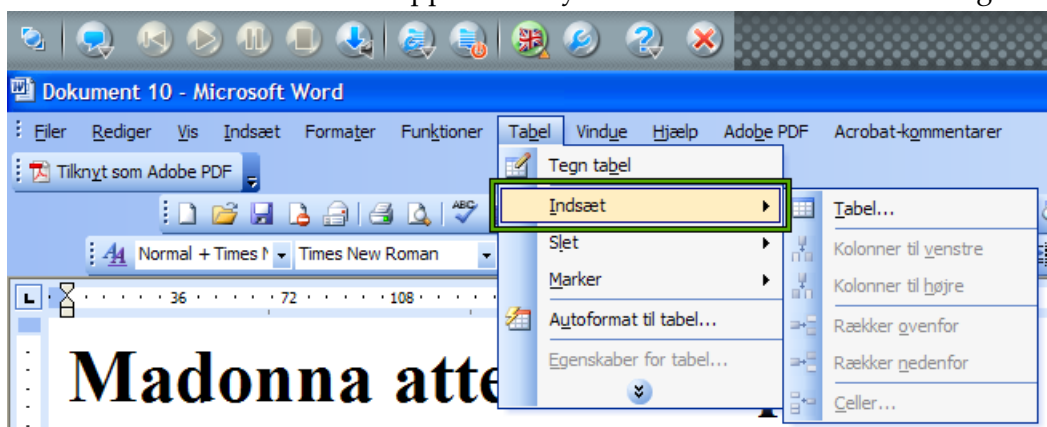 Dokument 10 - Microsoft Word
Filer Rediger Vis Indsæt Formater Funktioner Tabel Vindue Hjælp Adobe PDF Acrobat-kommentarer
Tilknyt som Adobe PDF
Tegn tabel
Indsæt
Slet
Marker
Autoformat til tabel...
Egenskaber for tabel...
Tabel...
Kolonner til venstre
Kolonner til højre
Rækker ovenfor
Rækker nedenfor
Celler...
ABC
Normal + Times Times New Roman
36 72 108
Madonna atte